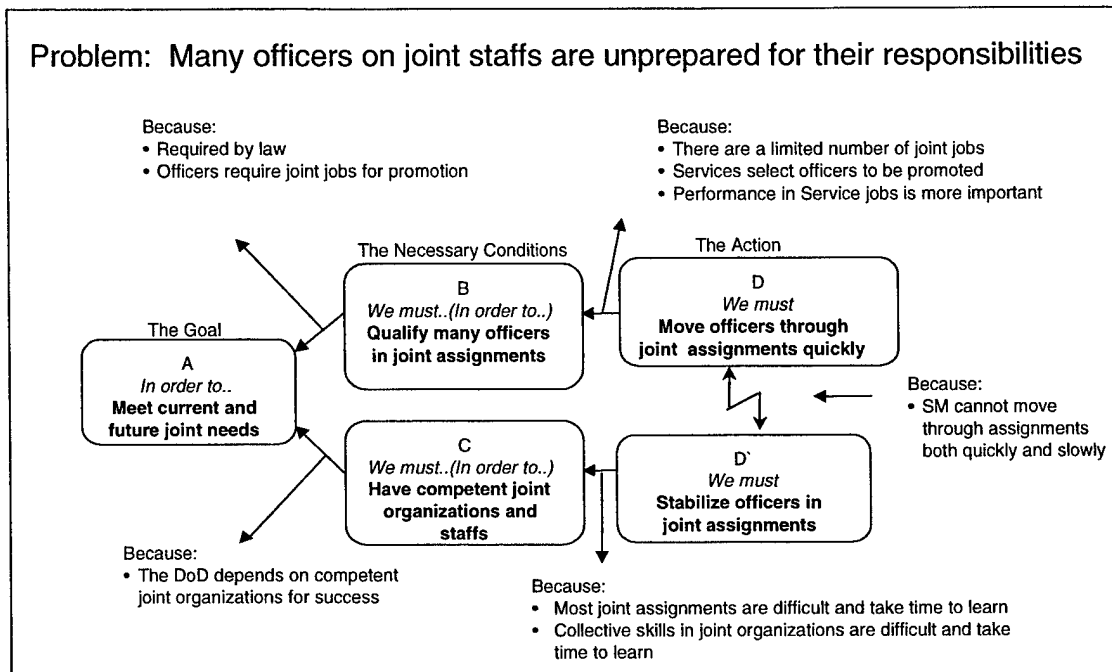 Problem: Many officers on joint staffs are unprepared for their responsibilities
Because:
• Required by law
• Officers require joint jobs for promotion
Because:
• There are a limited number of joint jobs
• Services select officers to be promoted
• Performance in Service jobs is more important
The Necessary Conditions
B
We must..(In order to..)
Qualify many officers
in joint assignments
The Action
D
We must
Move officers through
joint assignments quickly
The Goal
A
In order to..
Meet current and
future joint needs
Because:
• SM cannot move
through assignments
both quickly and slowly
C
We must..(In order to..)
Have competent joint
organizations and
staffs
D`
We must
Stabilize officers in
joint assignments
Because:
• The DoD depends on competent
joint organizations for success
Because:
• Most joint assignments are difficult and take time to learn
• Collective skills in joint organizations are difficult and take
time to learn